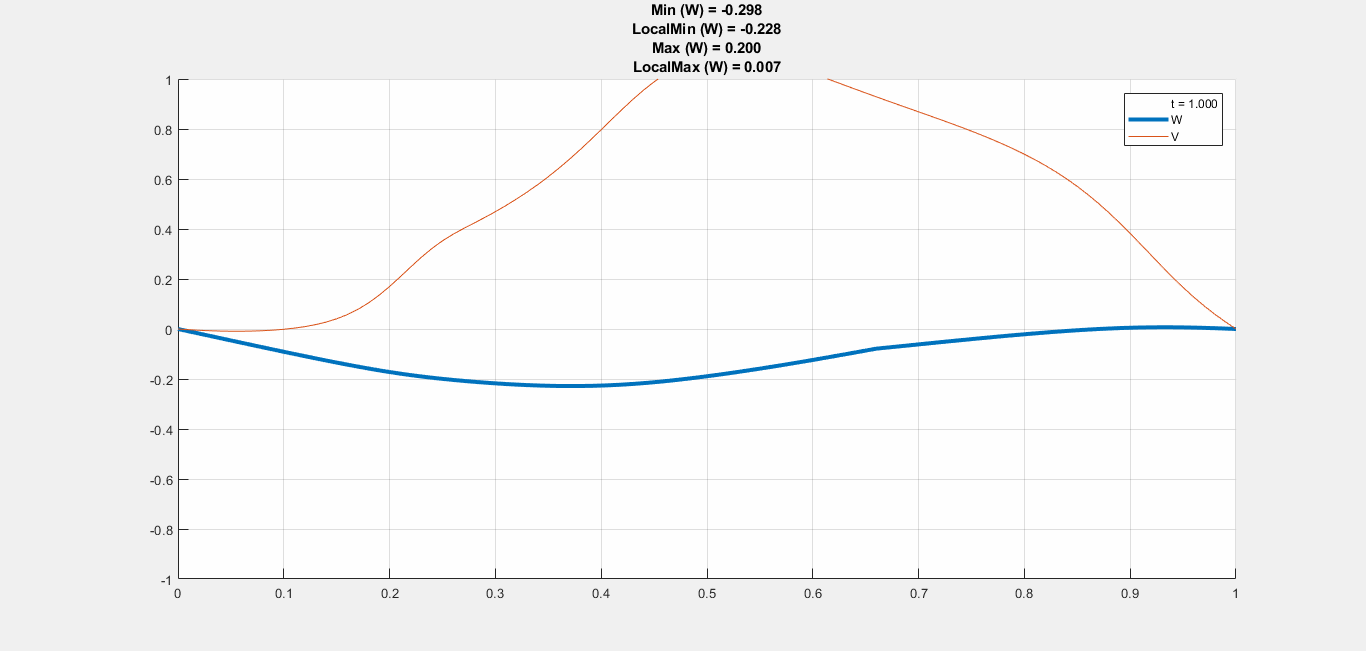 Min (W) = -0.298
LocalMin (W) = -0.228
Max (W) = 0.200
LocalMax (W) = 0.007
t = 1.000
W
V
1
0.8
0.6
0.4
0.2
0
-0.2
-0.4
-0.6
-0.8
-1
0 0.1 0.2 0.3 0.4 0.5 0.6 0.7 0.8 0.9 1